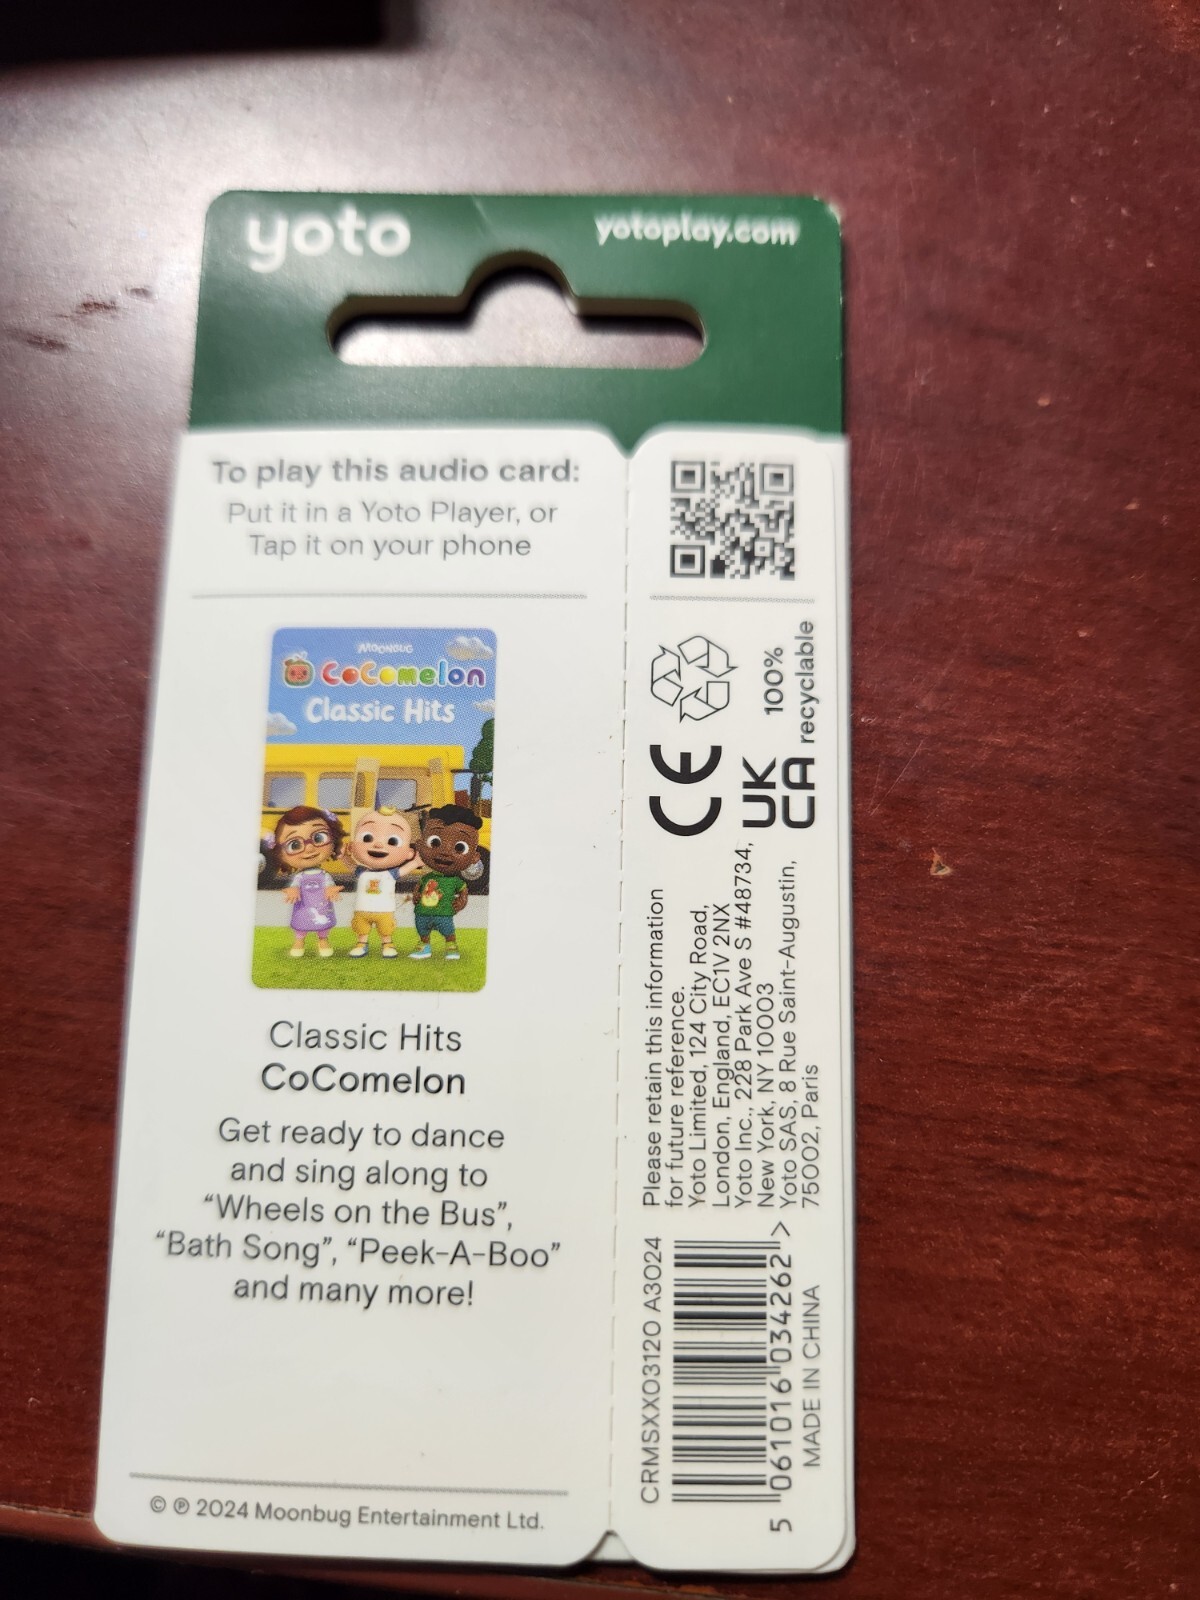 yoto
yotoplay.com
To play this audio card:
Put it in a Yoto Player, or
Tap it on your phone
MOONBUG
CoComelon
Classic Hits
Classic Hits
CoComelon
Get ready to dance
and sing along to
“Wheels on the Bus”,
“Bath Song”, “Peek-A-Boo”
and many more!
© ℗ 2024 Moonbug Entertainment Ltd.
100%
recyclable
CE
UK
CA
Please retain this information
for future reference.
Yoto Limited, 124 City Road,
London, England, EC1V 2NX
Yoto Inc., 228 Park Ave S #48734,
New York, NY 10003
Yoto SAS, 8 Rue Saint-Augustin,
75002, Paris
CRMSXX03120 A3024
5 061016 034262 >
MADE IN CHINA